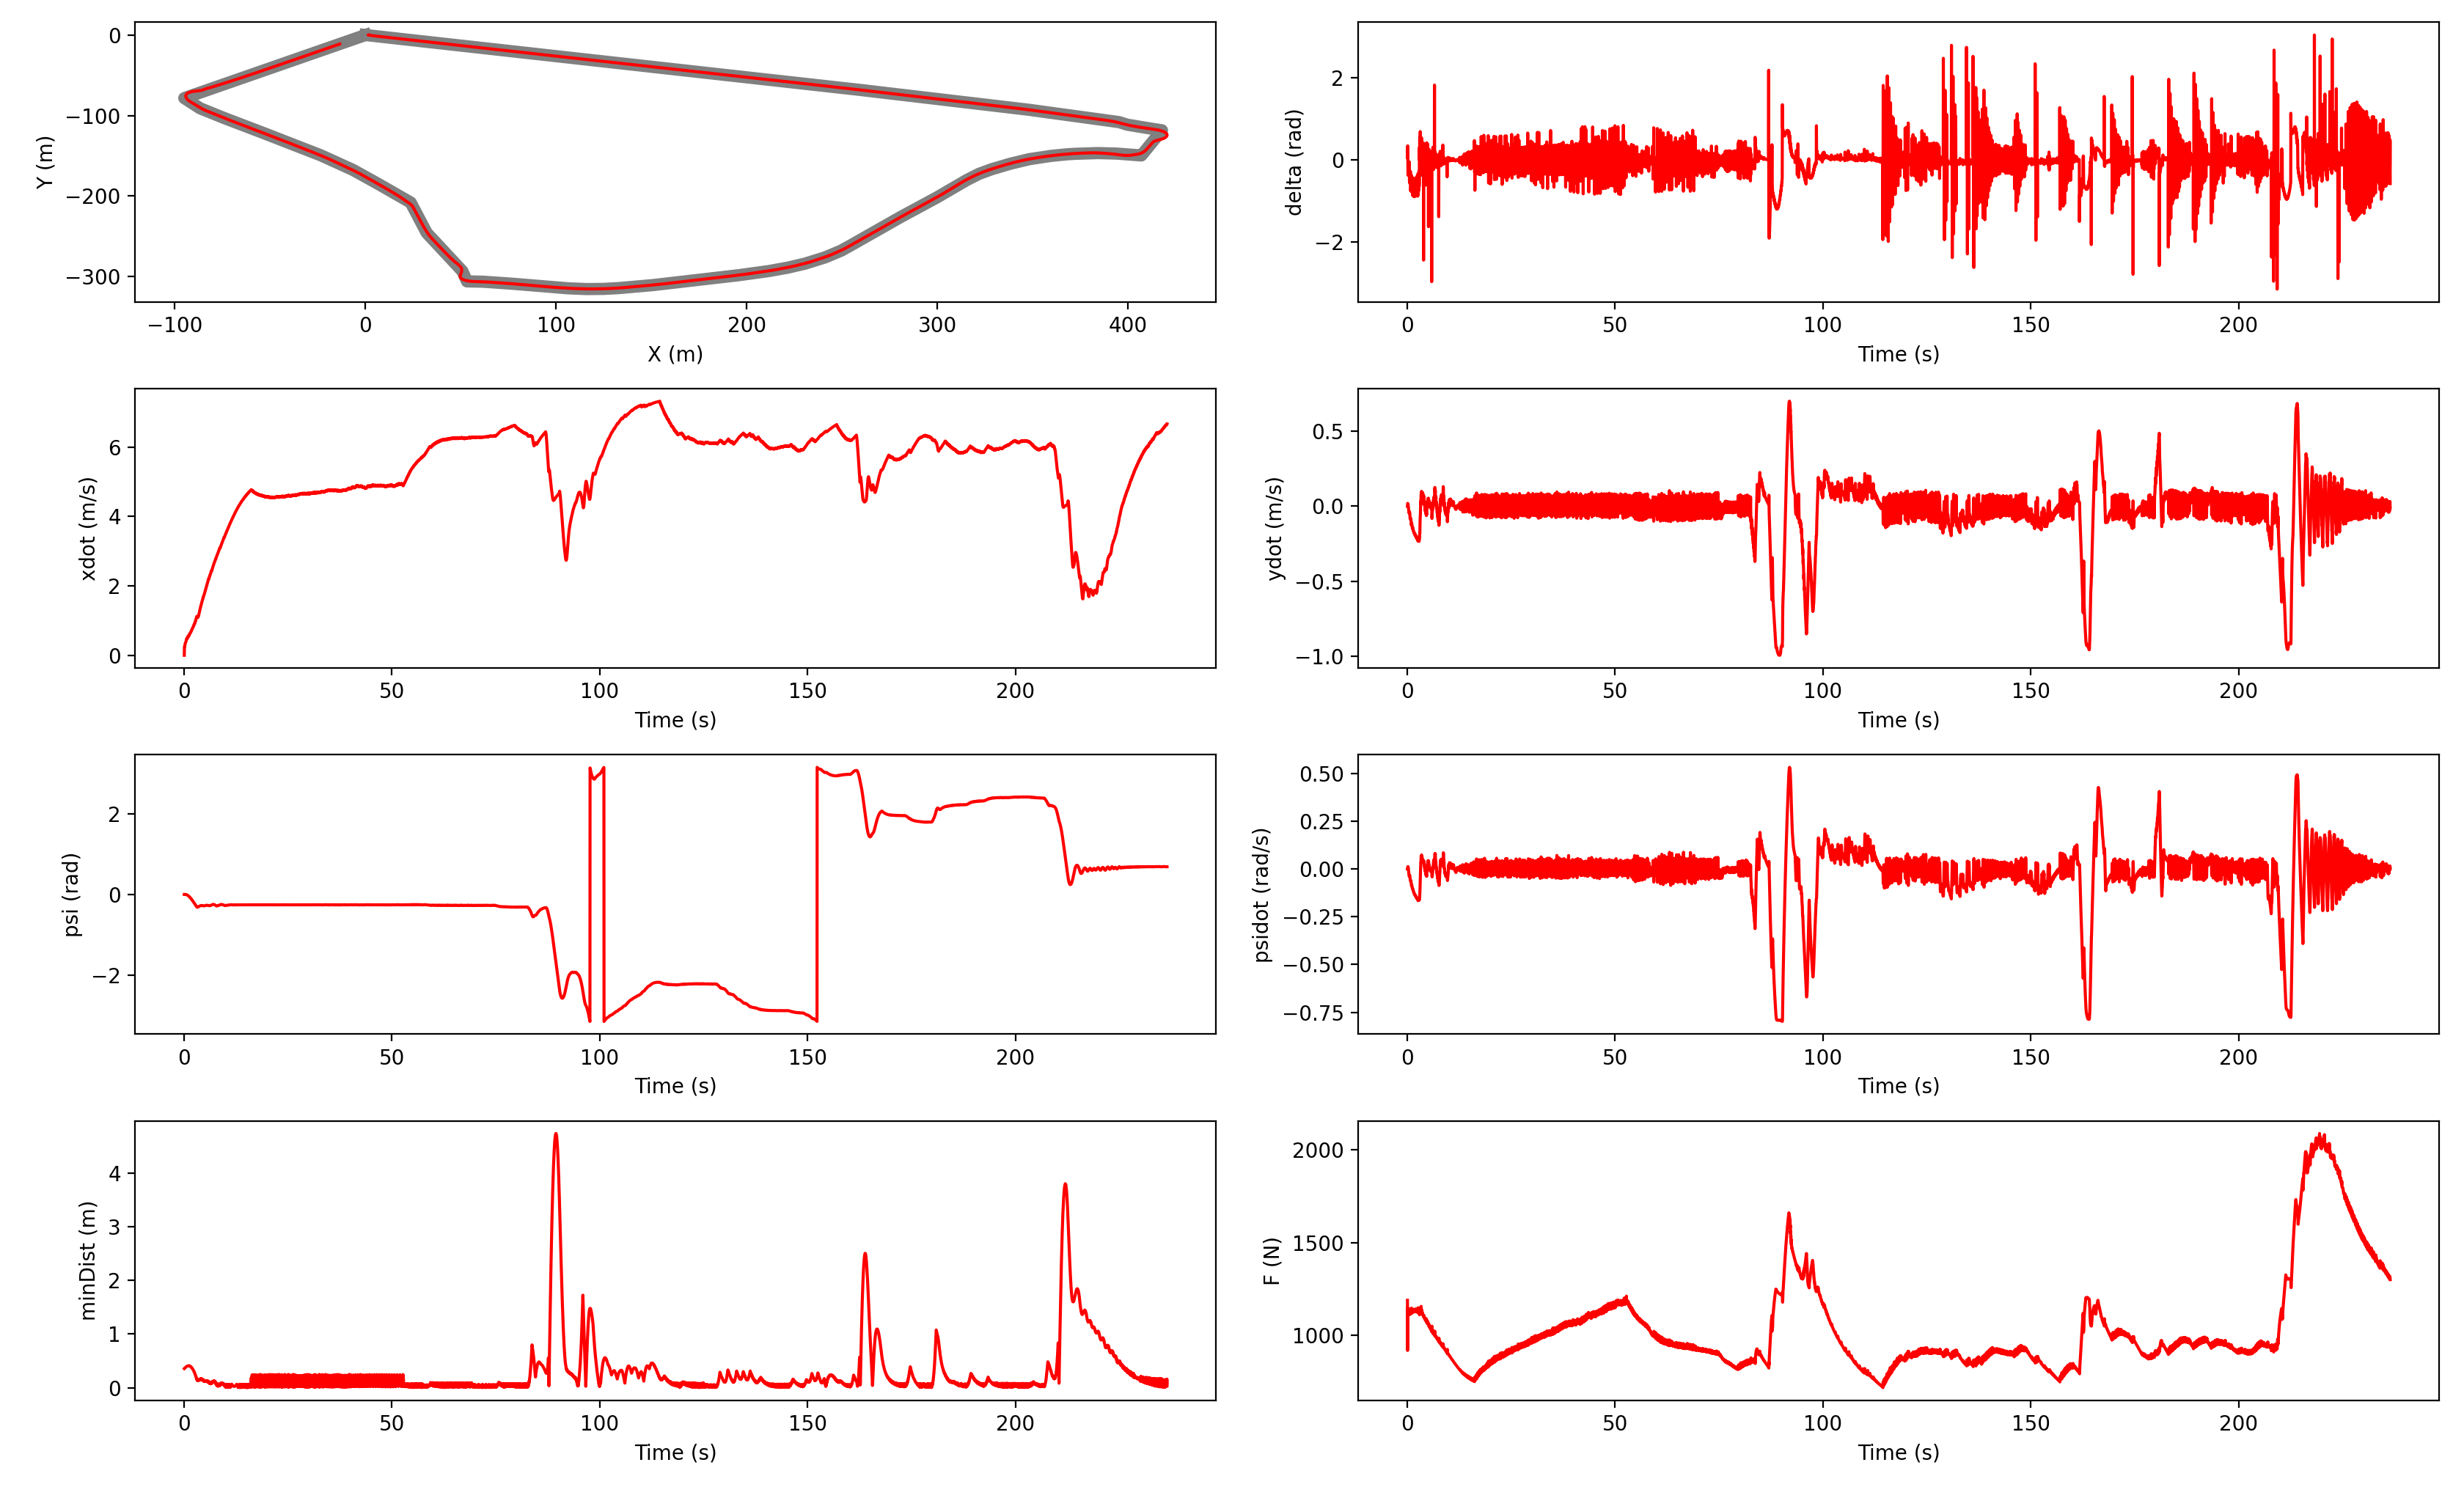 0
−100
−200
−300
Y (m)
−100 0 100 200 300 400
X (m)
2
0
−2
delta (rad)
0 50 100 150 200
Time (s)
6
4
2
0
xdot (m/s)
0 50 100 150 200
Time (s)
0.5
0.0
−0.5
−1.0
ydot (m/s)
0 50 100 150 200
Time (s)
2
0
−2
psi (rad)
0 50 100 150 200
Time (s)
0.50
0.25
0.00
−0.25
−0.50
−0.75
psidot (rad/s)
0 50 100 150 200
Time (s)
4
3
2
1
0
minDist (m)
0 50 100 150 200
Time (s)
2000
1500
1000
F (N)
0 50 100 150 200
Time (s)